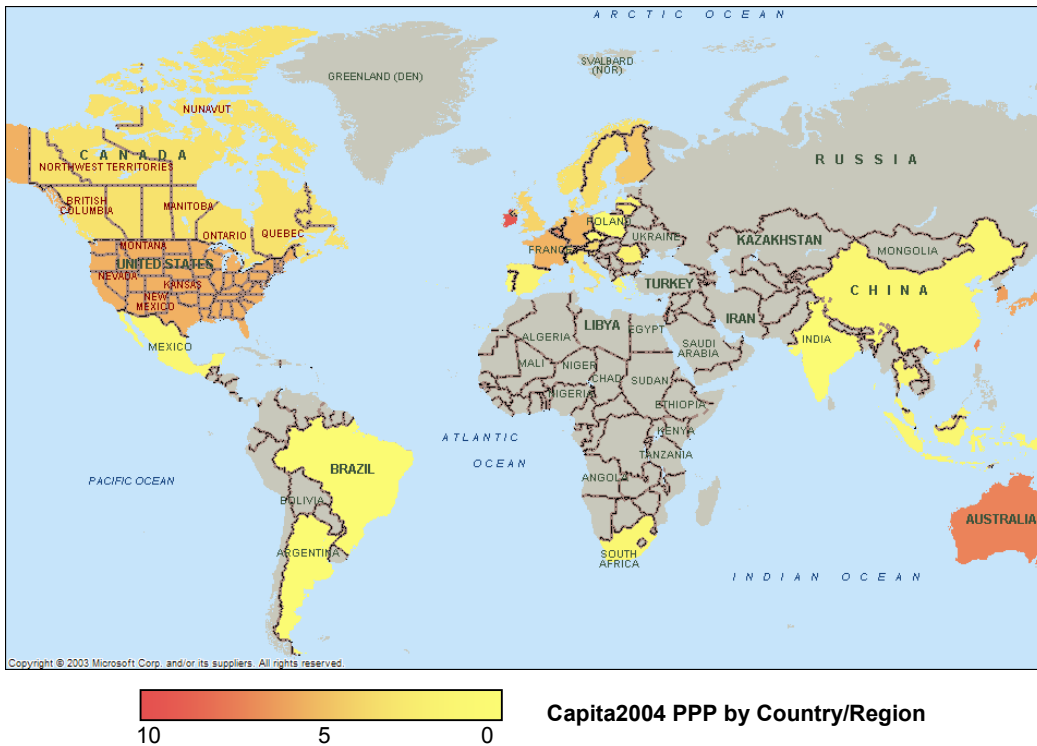 ARCTIC OCEAN
GREENLAND (DEN)
SVALBARD
(NOR)
NUNAVUT
CANADA
NORTHWEST TERRITORIES
RUSSIA
BRITISH
COLUMBIA
MANITOBA
ONTARIO
QUEBEC
POLAND
UKRAINE
KAZAKHSTAN
MONGOLIA
MONTANA
FRANCE
UNITED STATES
NEVADA
KANSAS
TURKEY
CHINA
NEW
MEXICO
LIBYA
EGYPT
IRAN
MEXICO
ALGERIA
SAUDI
ARABIA
INDIA
MALI
NIGER
CHAD
SUDAN
NIGERIA
ETHIOPIA
KENYA
ATLANTIC
OCEAN
TANZANIA
BRAZIL
PACIFIC OCEAN
ANGOLA
BOLIVIA
AUSTRALIA
ARGENTINA
SOUTH
AFRICA
INDIAN OCEAN
Copyright © 2003 Microsoft Corp. and/or its suppliers. All rights reserved.
Capita2004 PPP by Country/Region
10 5 0